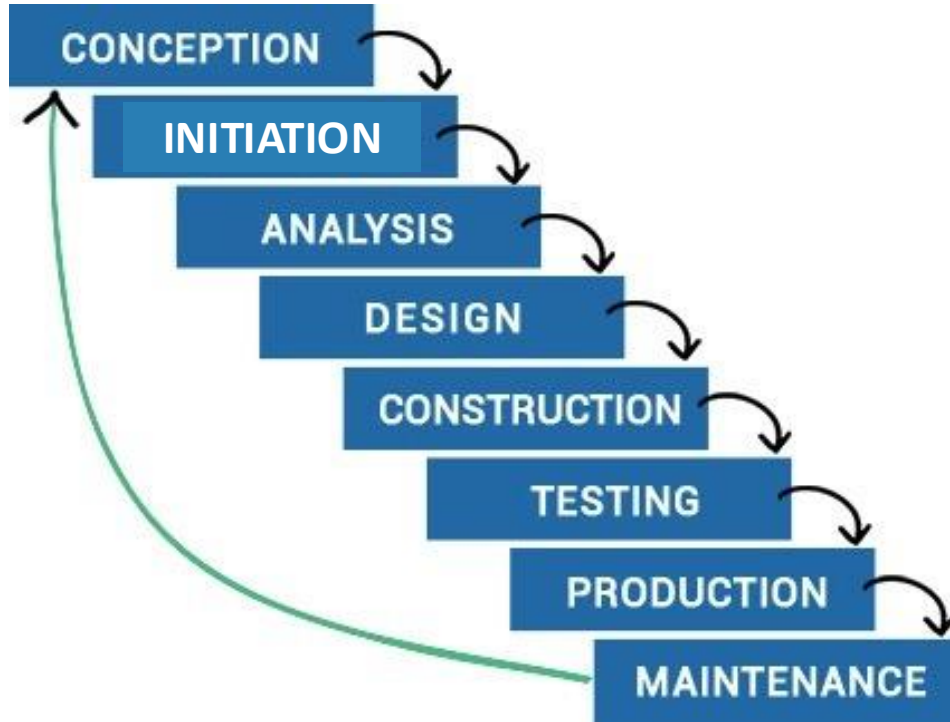 CONCEPTION
INITIATION
ANALYSIS
DESIGN
CONSTRUCTION
TESTING
PRODUCTION
MAINTENANCE